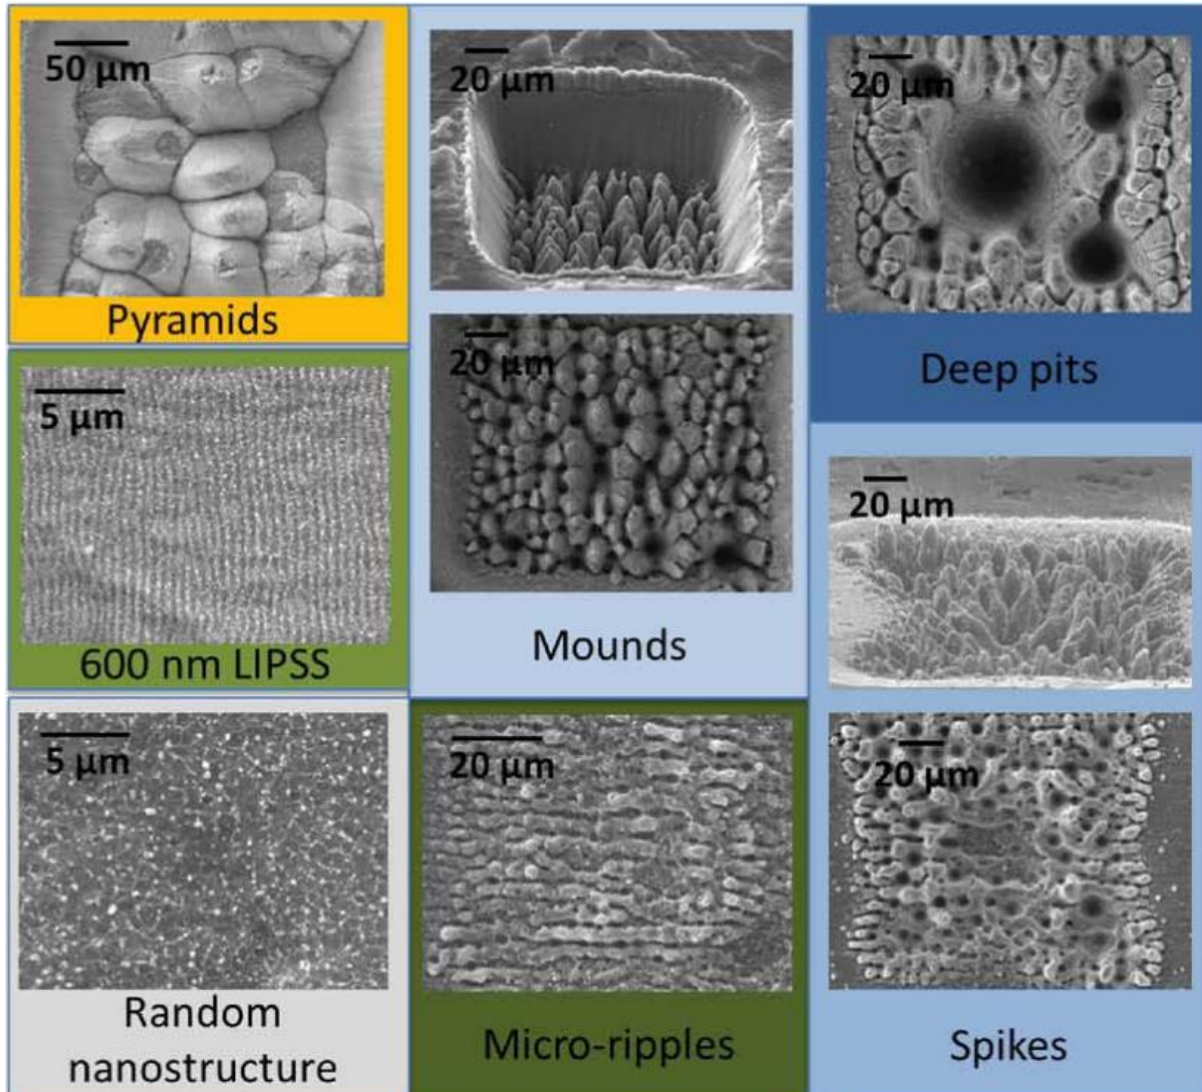 50 µm
Pyramids
5 µm
600 nm LIPSS
5 µm
Random
nanostructure
20 µm
20 µm
Mounds
20 µm
Micro-ripples
20 µm
Deep pits
20 µm
20 µm
Spikes